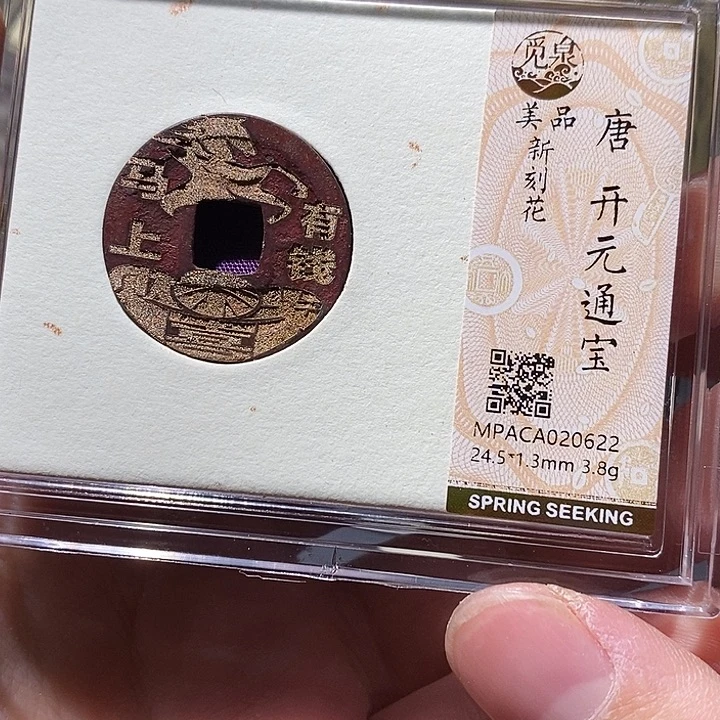 马上
有钱
觅泉
美品
新刻花
唐 开元通宝
MPACA020622
24.5*1.3mm 3.8g
SPRING SEEKING